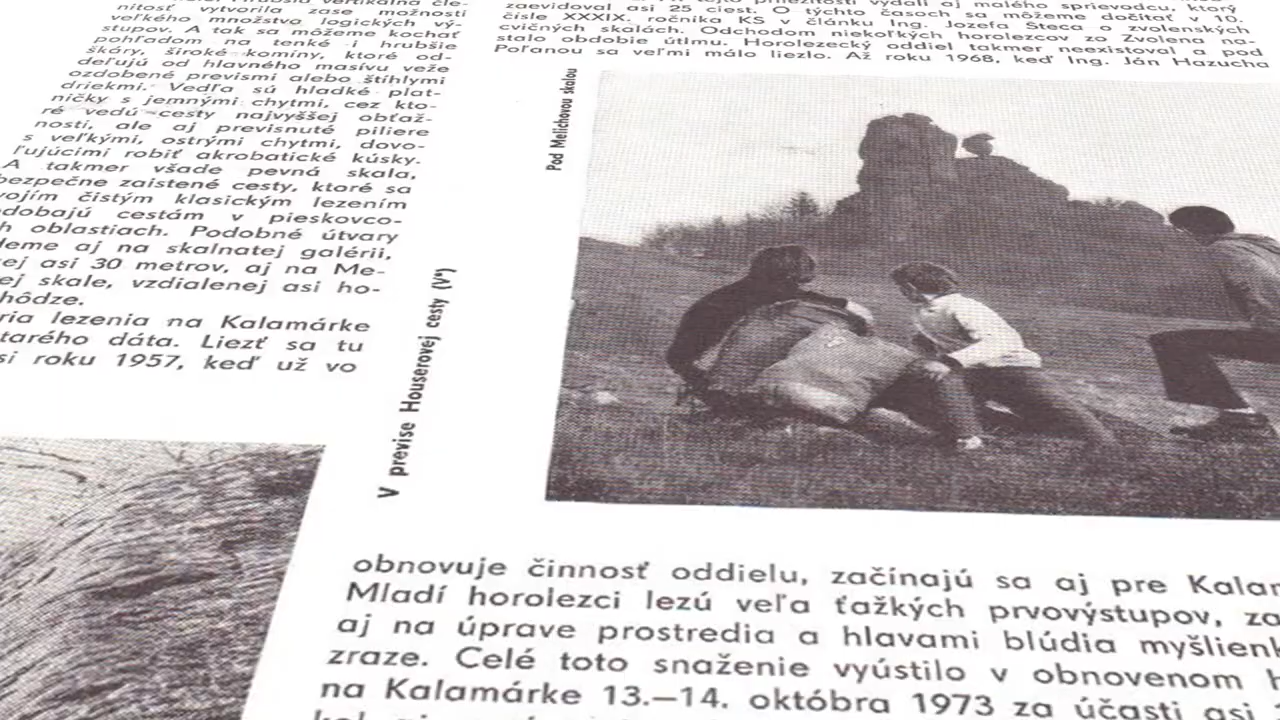 nitosť vytvorila zase možnosti
veľkého množstva logických vý-
stupov. A tak sa môžeme kochať
pohľadom na tenké i hrubšie
škáry, široké komíny, ktoré od-
deľujú od hlavného masívu veže
ozdobené prevismi alebo štíhlymi
driekmi. Vedľa sú hladké plat-
ničky s jemnými chytmi, cez kto-
ré vedú cesty najvyššej obťaž-
nosti, ale aj previsnuté piliere
s veľkými, ostrými chytmi, dovo-
ľujúcimi robiť akrobatické kúsky.
A takmer všade pevná skala,
bezpečne zaistené cesty, ktoré sa
vojím čistým klasickým lezením
dobajú cestám v pieskovco-
h oblastiach. Podobné útvary
deme aj na skalnatej galérii,
ej asi 30 metrov, aj na Me-
ej skale, vzdialenej asi ho-
hôdze.
ria lezenia na Kalamárke
tarého dáta. Liezť sa tu
si roku 1957, keď už vo
zaevidoval asi 25 ciest. O týchto časoch sa môžeme dočítať v 10.
čísle XXXIX. ročníka KS v článku Ing. Jozefa Šteca o zvolenských
cvičných skalách. Odchodom niekoľkých horolezcov zo Zvolena na-
stalo obdobie útlmu. Horolezecký oddiel takmer neexistoval a pod
Poľanou sa veľmi málo liezlo. Až roku 1968, keď Ing. Ján Hazucha
Pod Melichovou skalou
V previse Houserovej cesty (V+)
obnovuje činnosť oddielu, začínajú sa aj pre Kalam
Mladí horolezci lezú veľa ťažkých prvovýstupov, za
aj na úprave prostredia a hlavami blúdia myšlienk
zraze. Celé toto snaženie vyústilo v obnovenom h
na Kalamárke 13.—14. októbra 1973 za účasti asi